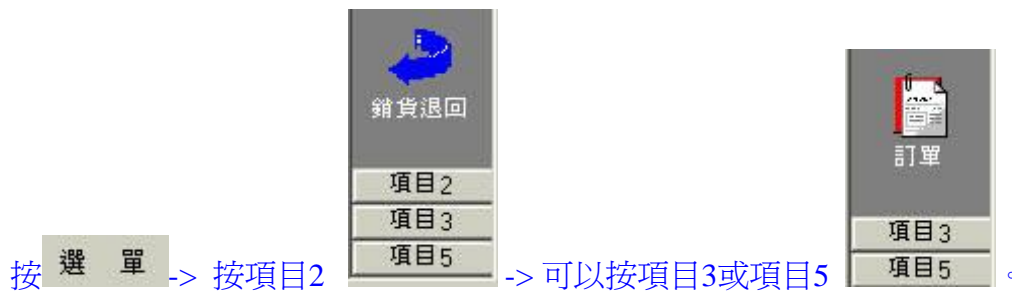 銷貨退回
項目2
項目3
項目5
訂單
項目3
項目5
按 選 單 -> 按項目2 -> 可以按項目3或項目5 。